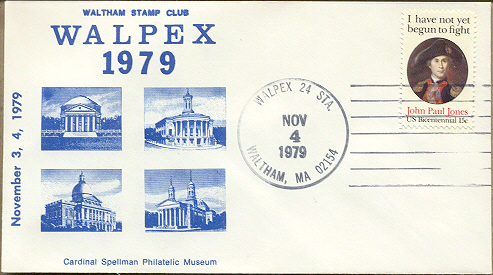 WALTHAM STAMP CLUB
WALPEX
1979
November 3, 4, 1979
Cardinal Spellman Philatelic Museum
WALPEX 24 STA.
NOV
4
1979
WALTHAM, MA 02154
I have not yet
begun to fight
John Paul Jones
US Bicentennial 15c